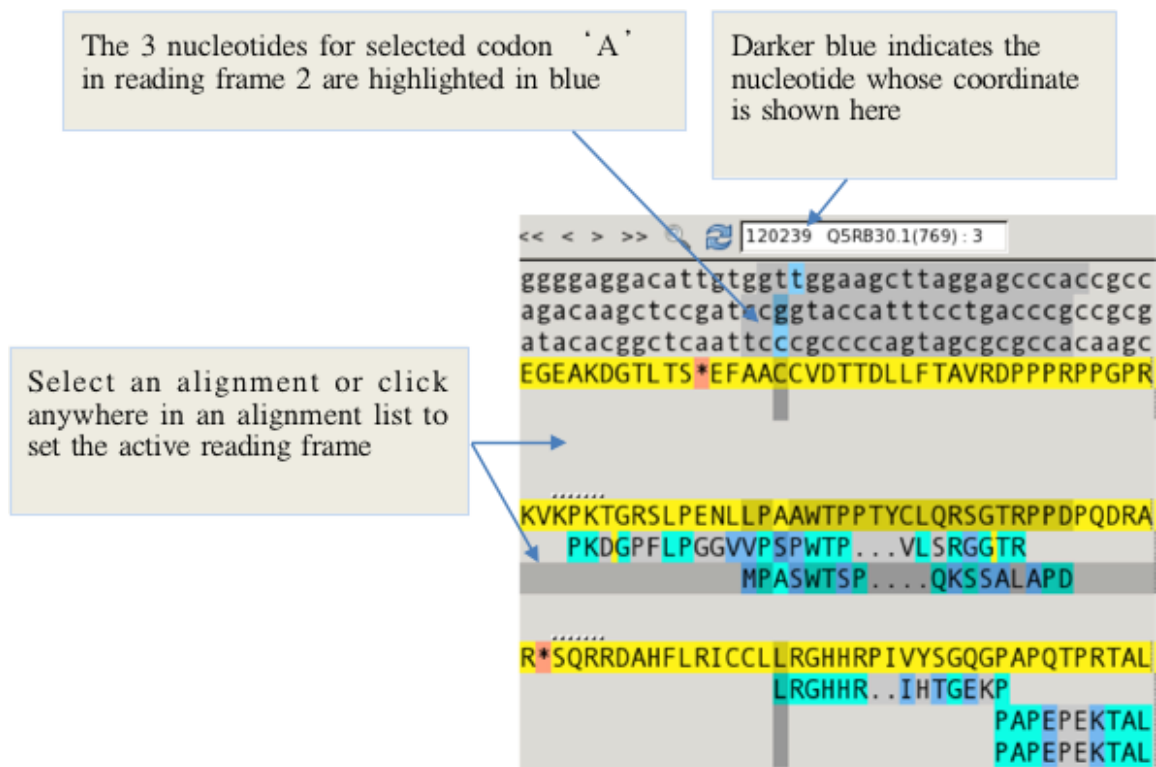 The 3 nucleotides for selected codon ‘A’
in reading frame 2 are highlighted in blue
Darker blue indicates the
nucleotide whose coordinate
is shown here
<< < > >> 120239 Q5RB30.1(769) : 3
ggggaggacattgtggttggaagcttaggagcccaccgcc
agacaagctccgatccggtaccatttcctgacccgccgcg
atacacggctcaattcccgccccagtagcgcgccacaagc
EGEAKDGTLTS*EFAACCVDTTDLLFTAVRDPPPRPPGPR
Select an alignment or click
anywhere in an alignment list to
set the active reading frame
KVKPKTGRSLPENLLPAAWTPPTYCLQRSGTRPPDPQDRA
PKDGPFLPGGVVPSPWTP...VLSRGGTR
MPASWTSP....QKSSALAPD
R*SQRRDAHFLRICCLLRGHHRPIVYSGQGPAPQTPRTAL
LRGHHR..IHTGEKP
PAPEPEKTAL
PAPEPEKTAL